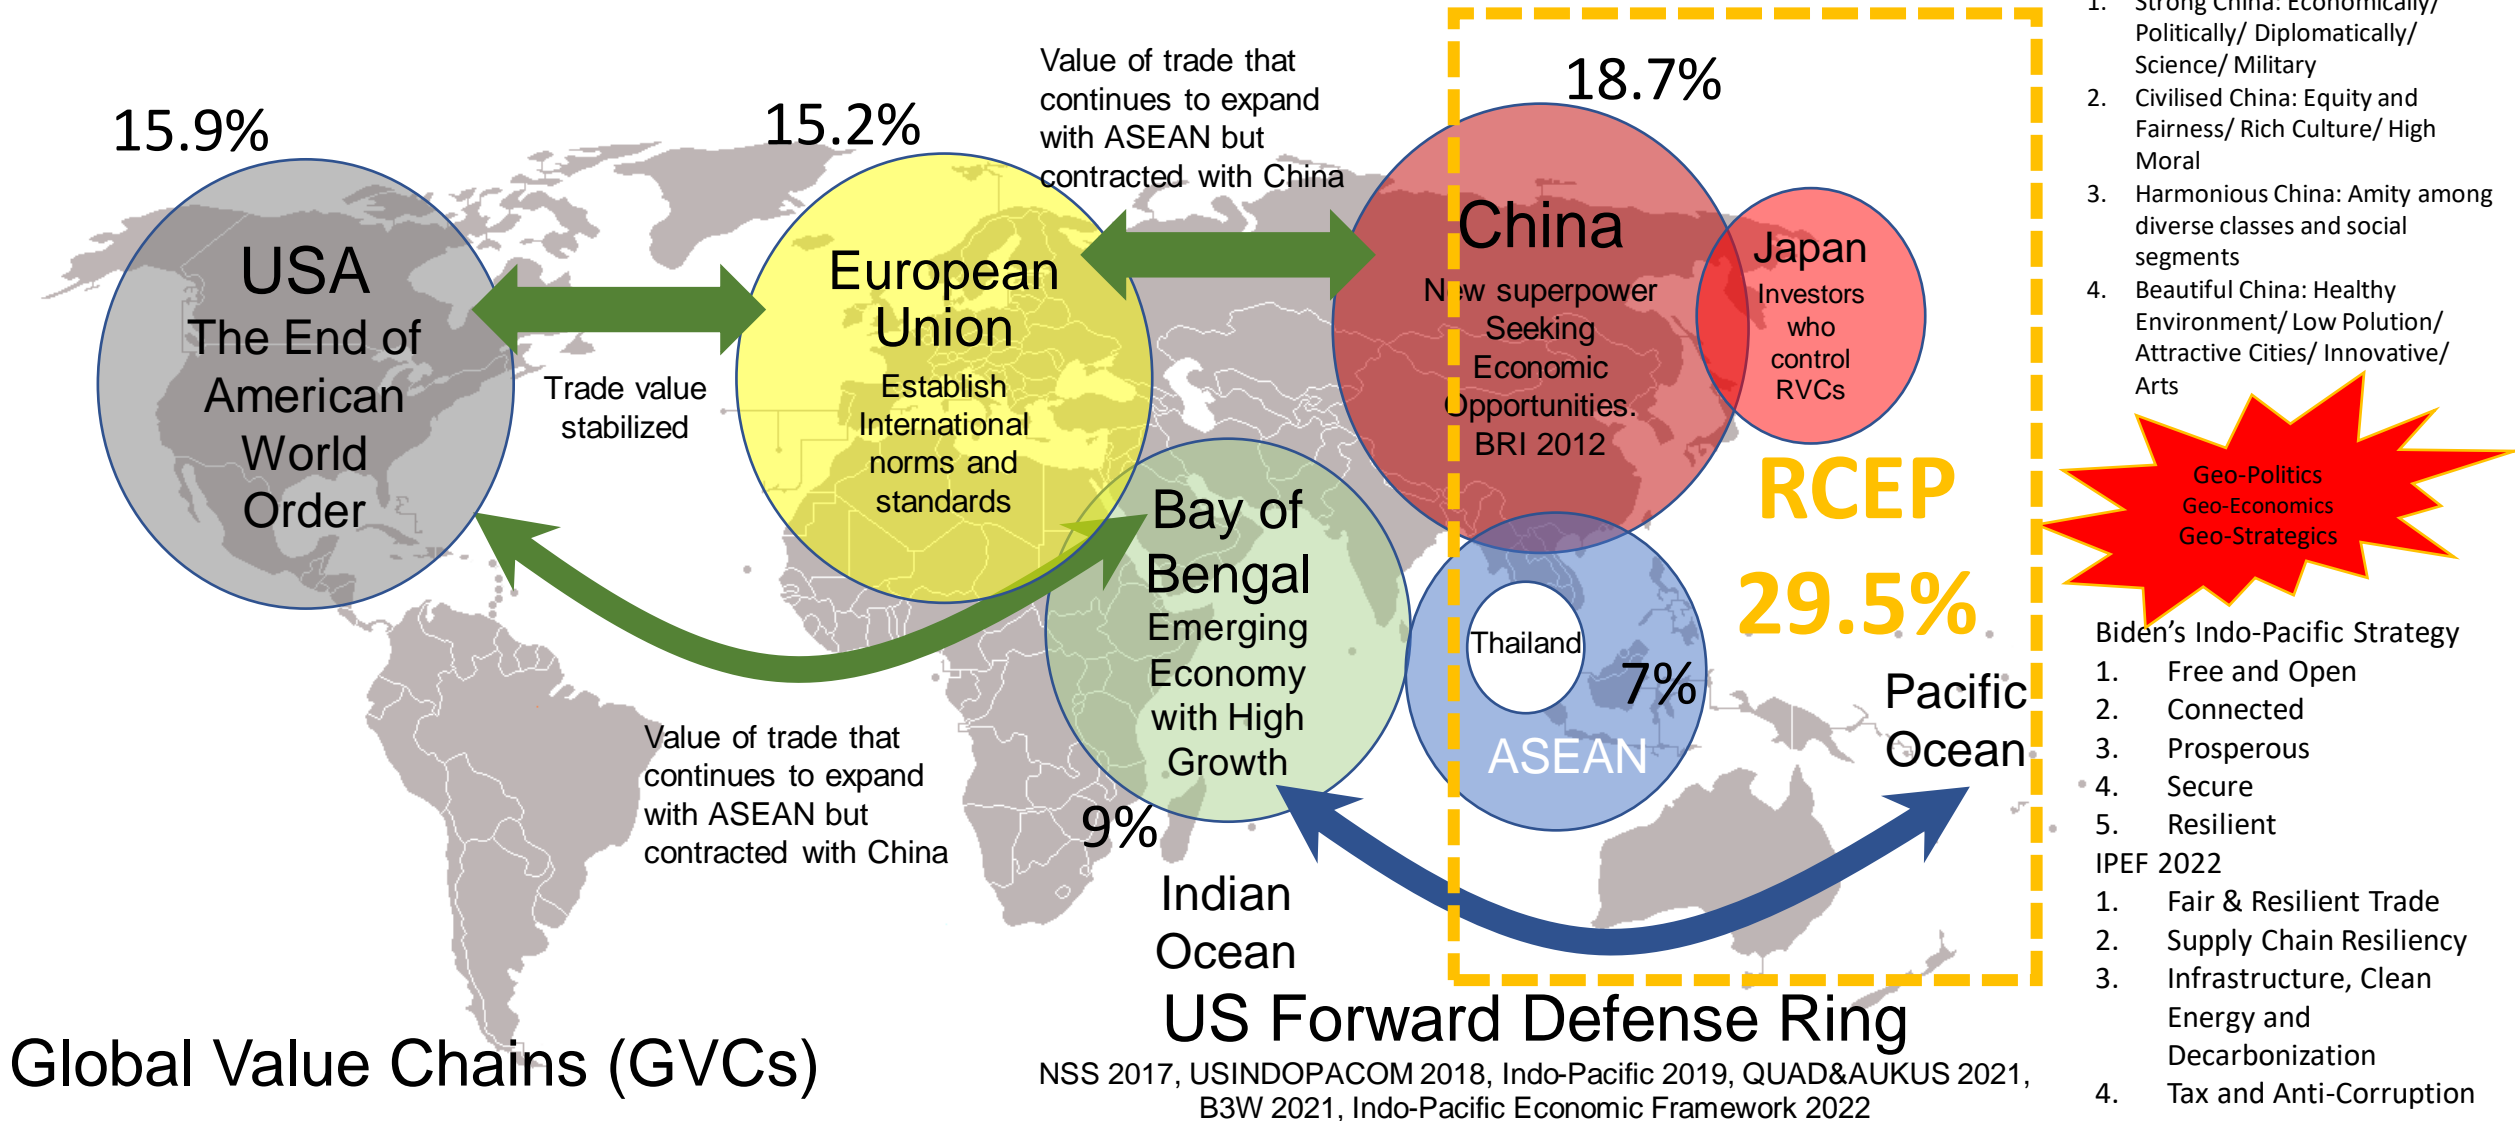 15.9%
USA
The End of
American
World
Order
Trade value
stabilized
15.2%
European
Union
Establish
International
norms and
standards
Value of trade that
continues to expand
with ASEAN but
contracted with China
18.7%
China
New superpower
Seeking
Economic
Opportunities.
BRI 2012
Japan
Investors
who
control
RVCs
RCEP
29.5%
Bay of
Bengal
Emerging
Economy
with High
Growth
9%
Thailand
7%
ASEAN
Pacific
Ocean
Value of trade that
continues to expand
with ASEAN but
contracted with China
Indian
Ocean
US Forward Defense Ring
NSS 2017, USINDOPACOM 2018, Indo-Pacific 2019, QUAD&AUKUS 2021,
B3W 2021, Indo-Pacific Economic Framework 2022
Global Value Chains (GVCs)
1. Strong China: Economically/
Politically/ Diplomatically/
Science/ Military
2. Civilised China: Equity and
Fairness/ Rich Culture/ High
Moral
3. Harmonious China: Amity among
diverse classes and social
segments
4. Beautiful China: Healthy
Environment/ Low Polution/
Attractive Cities/ Innovative/
Arts
Geo-Politics
Geo-Economics
Geo-Strategics
Biden’s Indo-Pacific Strategy
1. Free and Open
2. Connected
3. Prosperous
4. Secure
5. Resilient
IPEF 2022
1. Fair & Resilient Trade
2. Supply Chain Resiliency
3. Infrastructure, Clean
Energy and
Decarbonization
4. Tax and Anti-Corruption